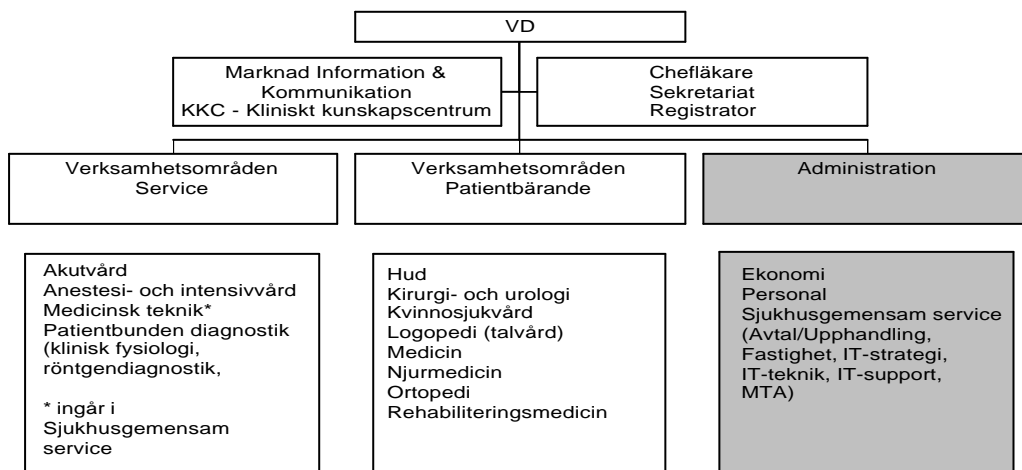 VD
Marknad Information &
Kommunikation
KKC - Kliniskt kunskapscentrum
Chefläkare
Sekretariat
Registrator
Verksamhetsområden
Service
Verksamhetsområden
Patientbärande
Administration
Akutvård
Anestesi- och intensivvård
Medicinsk teknik*
Patientbunden diagnostik
(klinisk fysiologi,
röntgendiagnostik,
* ingår i
Sjukhusgemensam
service
Hud
Kirurgi- och urologi
Kvinnosjukvård
Logopedi (talvård)
Medicin
Njurmedicin
Ortopedi
Rehabiliteringsmedicin
Ekonomi
Personal
Sjukhusgemensam service
(Avtal/Upphandling,
Fastighet, IT-strategi,
IT-teknik, IT-support,
MTA)